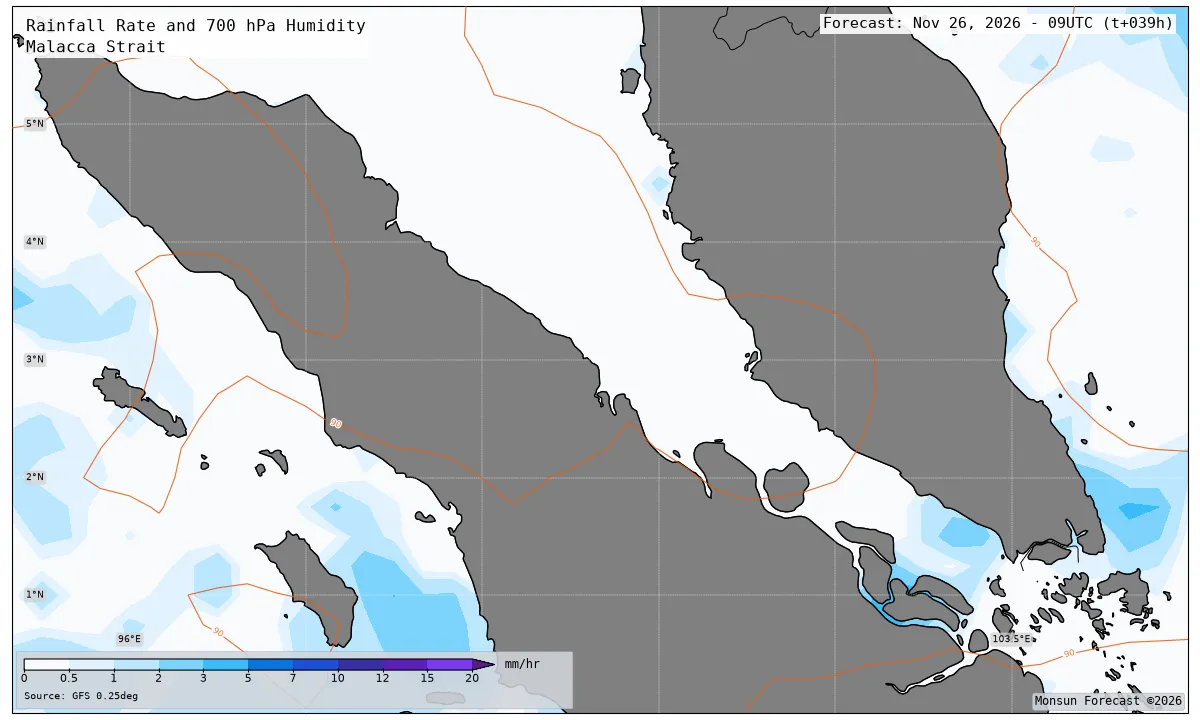 Rainfall Rate and 700 hPa Humidity
Malacca Strait
Forecast: Nov 26, 2026 - 09UTC (t+039h)
5°N
4°N
90
3°N
90
2°N
1°N
90
96°E
103.5°E
90
0 0.5 1 2 3 5 7 10 12 15 20 mm/hr
Source: GFS 0.25deg
Monsun Forecast ©2026